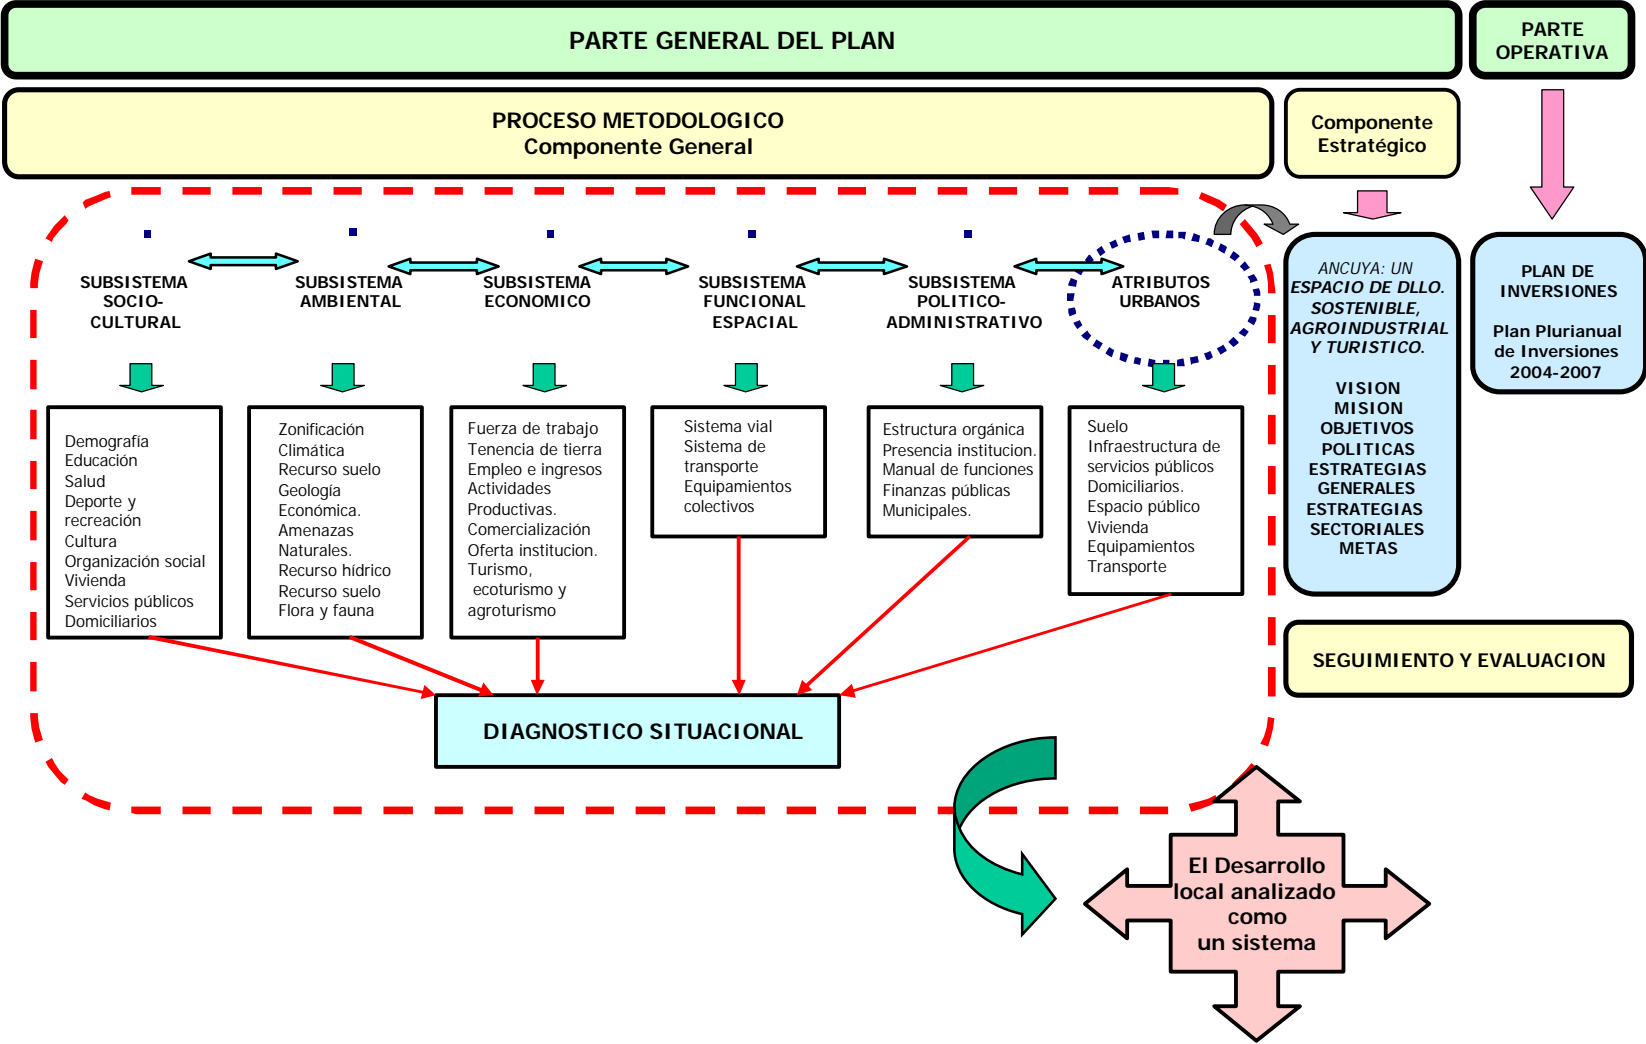 PARTE GENERAL DEL PLAN
PARTE
OPERATIVA
PROCESO METODOLOGICO
Componente General
Componente
Estratégico
SUBSISTEMA
SOCIO-
CULTURAL
SUBSISTEMA
AMBIENTAL
SUBSISTEMA
ECONOMICO
SUBSISTEMA
FUNCIONAL
ESPACIAL
SUBSISTEMA
POLITICO-
ADMINISTRATIVO
ATRIBUTOS
URBANOS
ANCUYA: UN
ESPACIO DE DLLO.
SOSTENIBLE,
AGROINDUSTRIAL
Y TURISTICO.
VISION
MISION
OBJETIVOS
POLITICAS
ESTRATEGIAS
GENERALES
ESTRATEGIAS
SECTORIALES
METAS
PLAN DE
INVERSIONES
Plan Plurianual
de Inversiones
2004-2007
Demografía
Educación
Salud
Deporte y
recreación
Cultura
Organización social
Vivienda
Servicios públicos
Domiciliarios
Zonificación
Climática
Recurso suelo
Geología
Económica.
Amenazas
Naturales.
Recurso hídrico
Recurso suelo
Flora y fauna
Fuerza de trabajo
Tenencia de tierra
Empleo e ingresos
Actividades
Productivas.
Comercialización
Oferta institucion.
Turismo,
ecoturismo y
agroturismo
Sistema vial
Sistema de
transporte
Equipamientos
colectivos
Estructura orgánica
Presencia institucion.
Manual de funciones
Finanzas públicas
Municipales.
Suelo
Infraestructura de
servicios públicos
Domiciliarios.
Espacio público
Vivienda
Equipamientos
Transporte
SEGUIMIENTO Y EVALUACION
DIAGNOSTICO SITUACIONAL
El Desarrollo
local analizado
como
un sistema